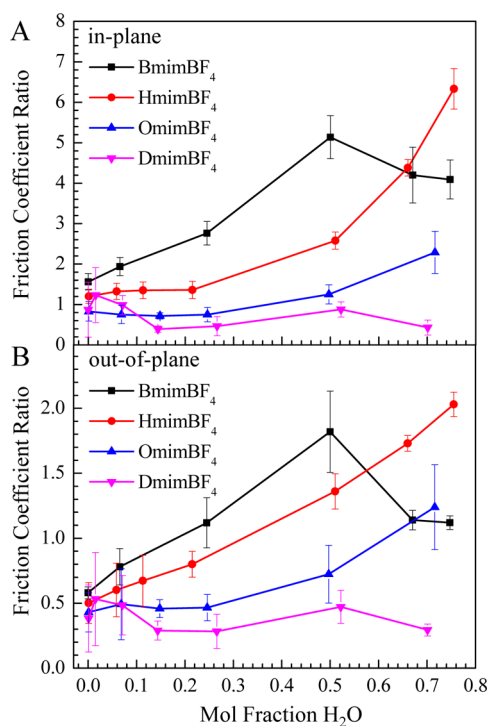 A
in-plane
BmimBF4
HmimBF4
OmimBF4
DmimBF4
Friction Coefficient Ratio
8
7
6
5
4
3
2
1
0
B
out-of-plane
BmimBF4
HmimBF4
OmimBF4
DmimBF4
Friction Coefficient Ratio
2.0
1.5
1.0
0.5
0.0
0.0 0.1 0.2 0.3 0.4 0.5 0.6 0.7 0.8
Mol Fraction H2O